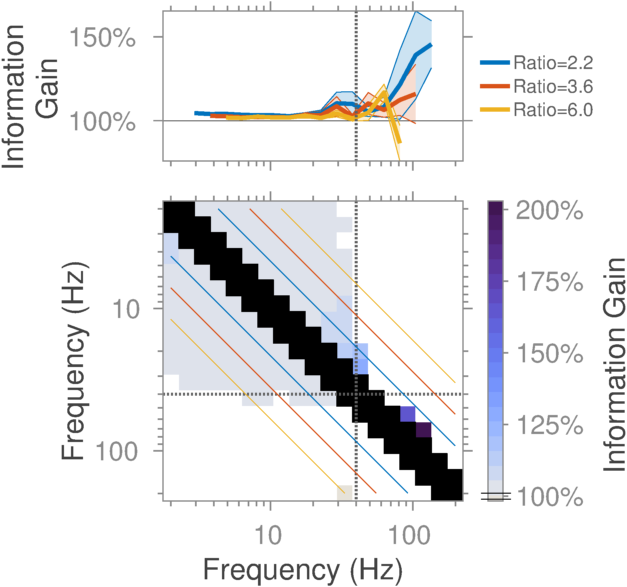 Information
Gain
150%
100%
Ratio=2.2
Ratio=3.6
Ratio=6.0
Frequency (Hz)
10
100
10
100
Frequency (Hz)
200%
175%
150%
125%
100%
Information Gain